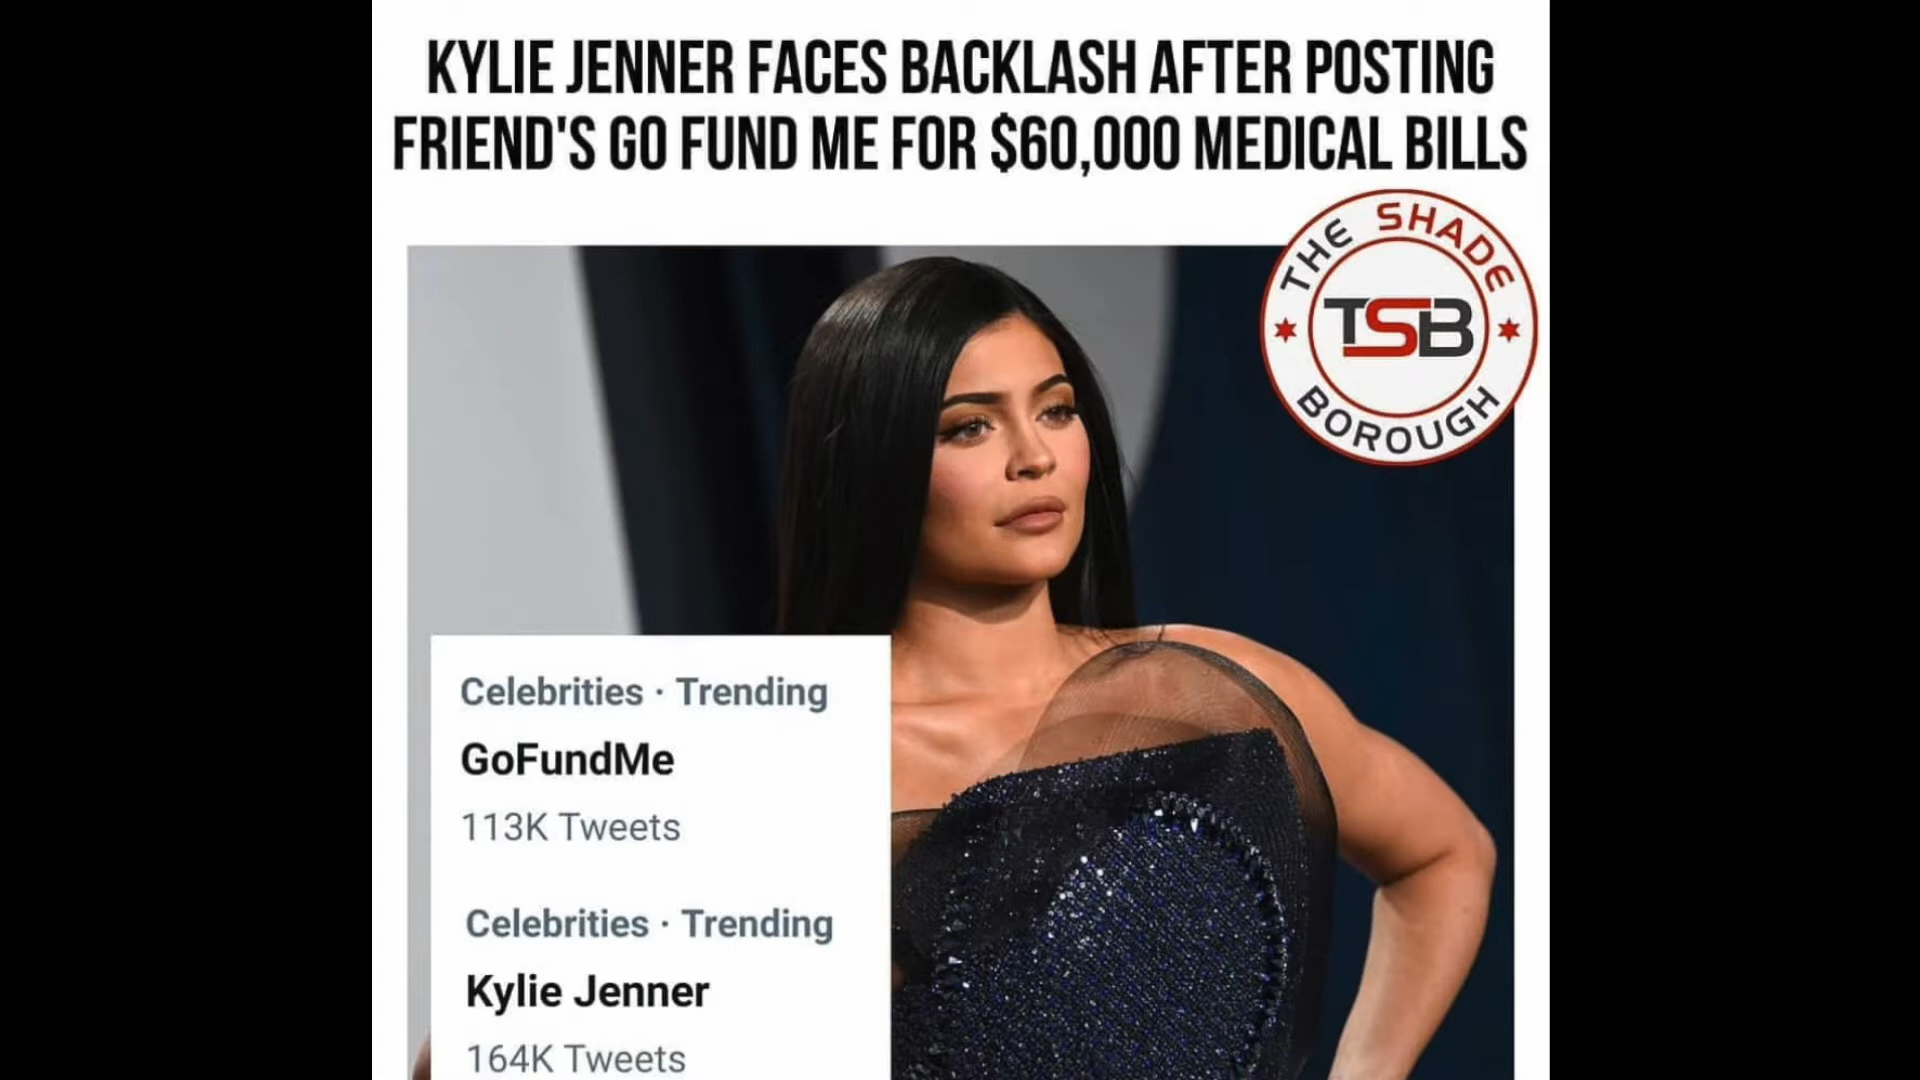 KYLIE JENNER FACES BACKLASH AFTER POSTING
FRIEND'S GO FUND ME FOR $60,000 MEDICAL BILLS
THE SHADE
TSB
BOROUGH
Celebrities · Trending
GoFundMe
113K Tweets
Celebrities · Trending
Kylie Jenner
164K Tweets